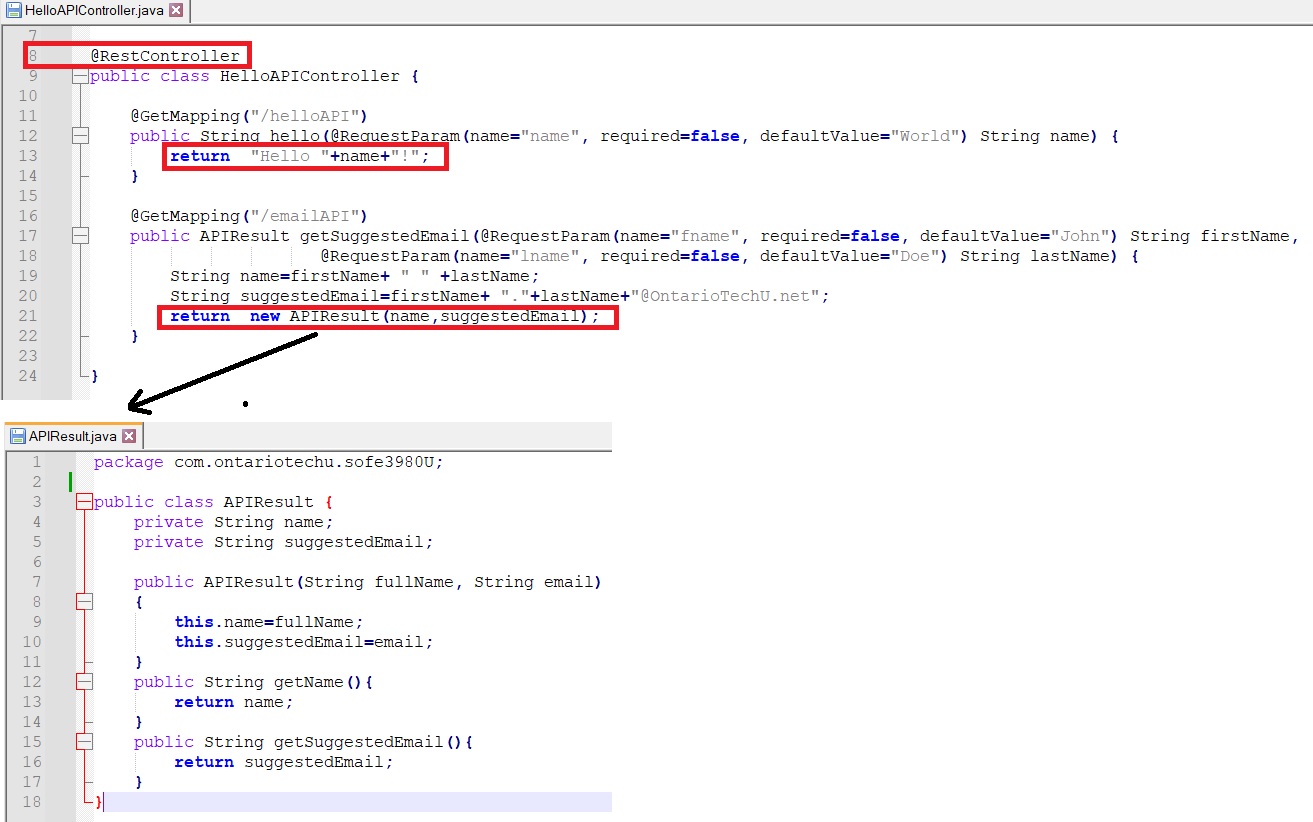 HelloAPIController.java
7
8 @RestController
9 public class HelloAPIController {
10
11 @GetMapping("/helloAPI")
12 public String hello(@RequestParam(name="name", required=false, defaultValue="World") String name) {
13 return  "Hello "+name+"!";
14 }
15
16 @GetMapping("/emailAPI")
17 public APIResult getSuggestedEmail(@RequestParam(name="fname", required=false, defaultValue="John") String firstName,
18 @RequestParam(name="lname", required=false, defaultValue="Doe") String lastName) {
19 String name=firstName+ " " +lastName;
20 String suggestedEmail=firstName+ "."+lastName+"@OntarioTechU.net";
21 return  new APIResult(name,suggestedEmail);
22 }
23
24 }
APIResult.java
1 package com.ontariotechu.sofe3980U;
2
3 public class APIResult {
4 private String name;
5 private String suggestedEmail;
6
7 public APIResult(String fullName, String email)
8 {
9 this.name=fullName;
10 this.suggestedEmail=email;
11 }
12 public String getName(){
13 return name;
14 }
15 public String getSuggestedEmail(){
16 return suggestedEmail;
17 }
18 }